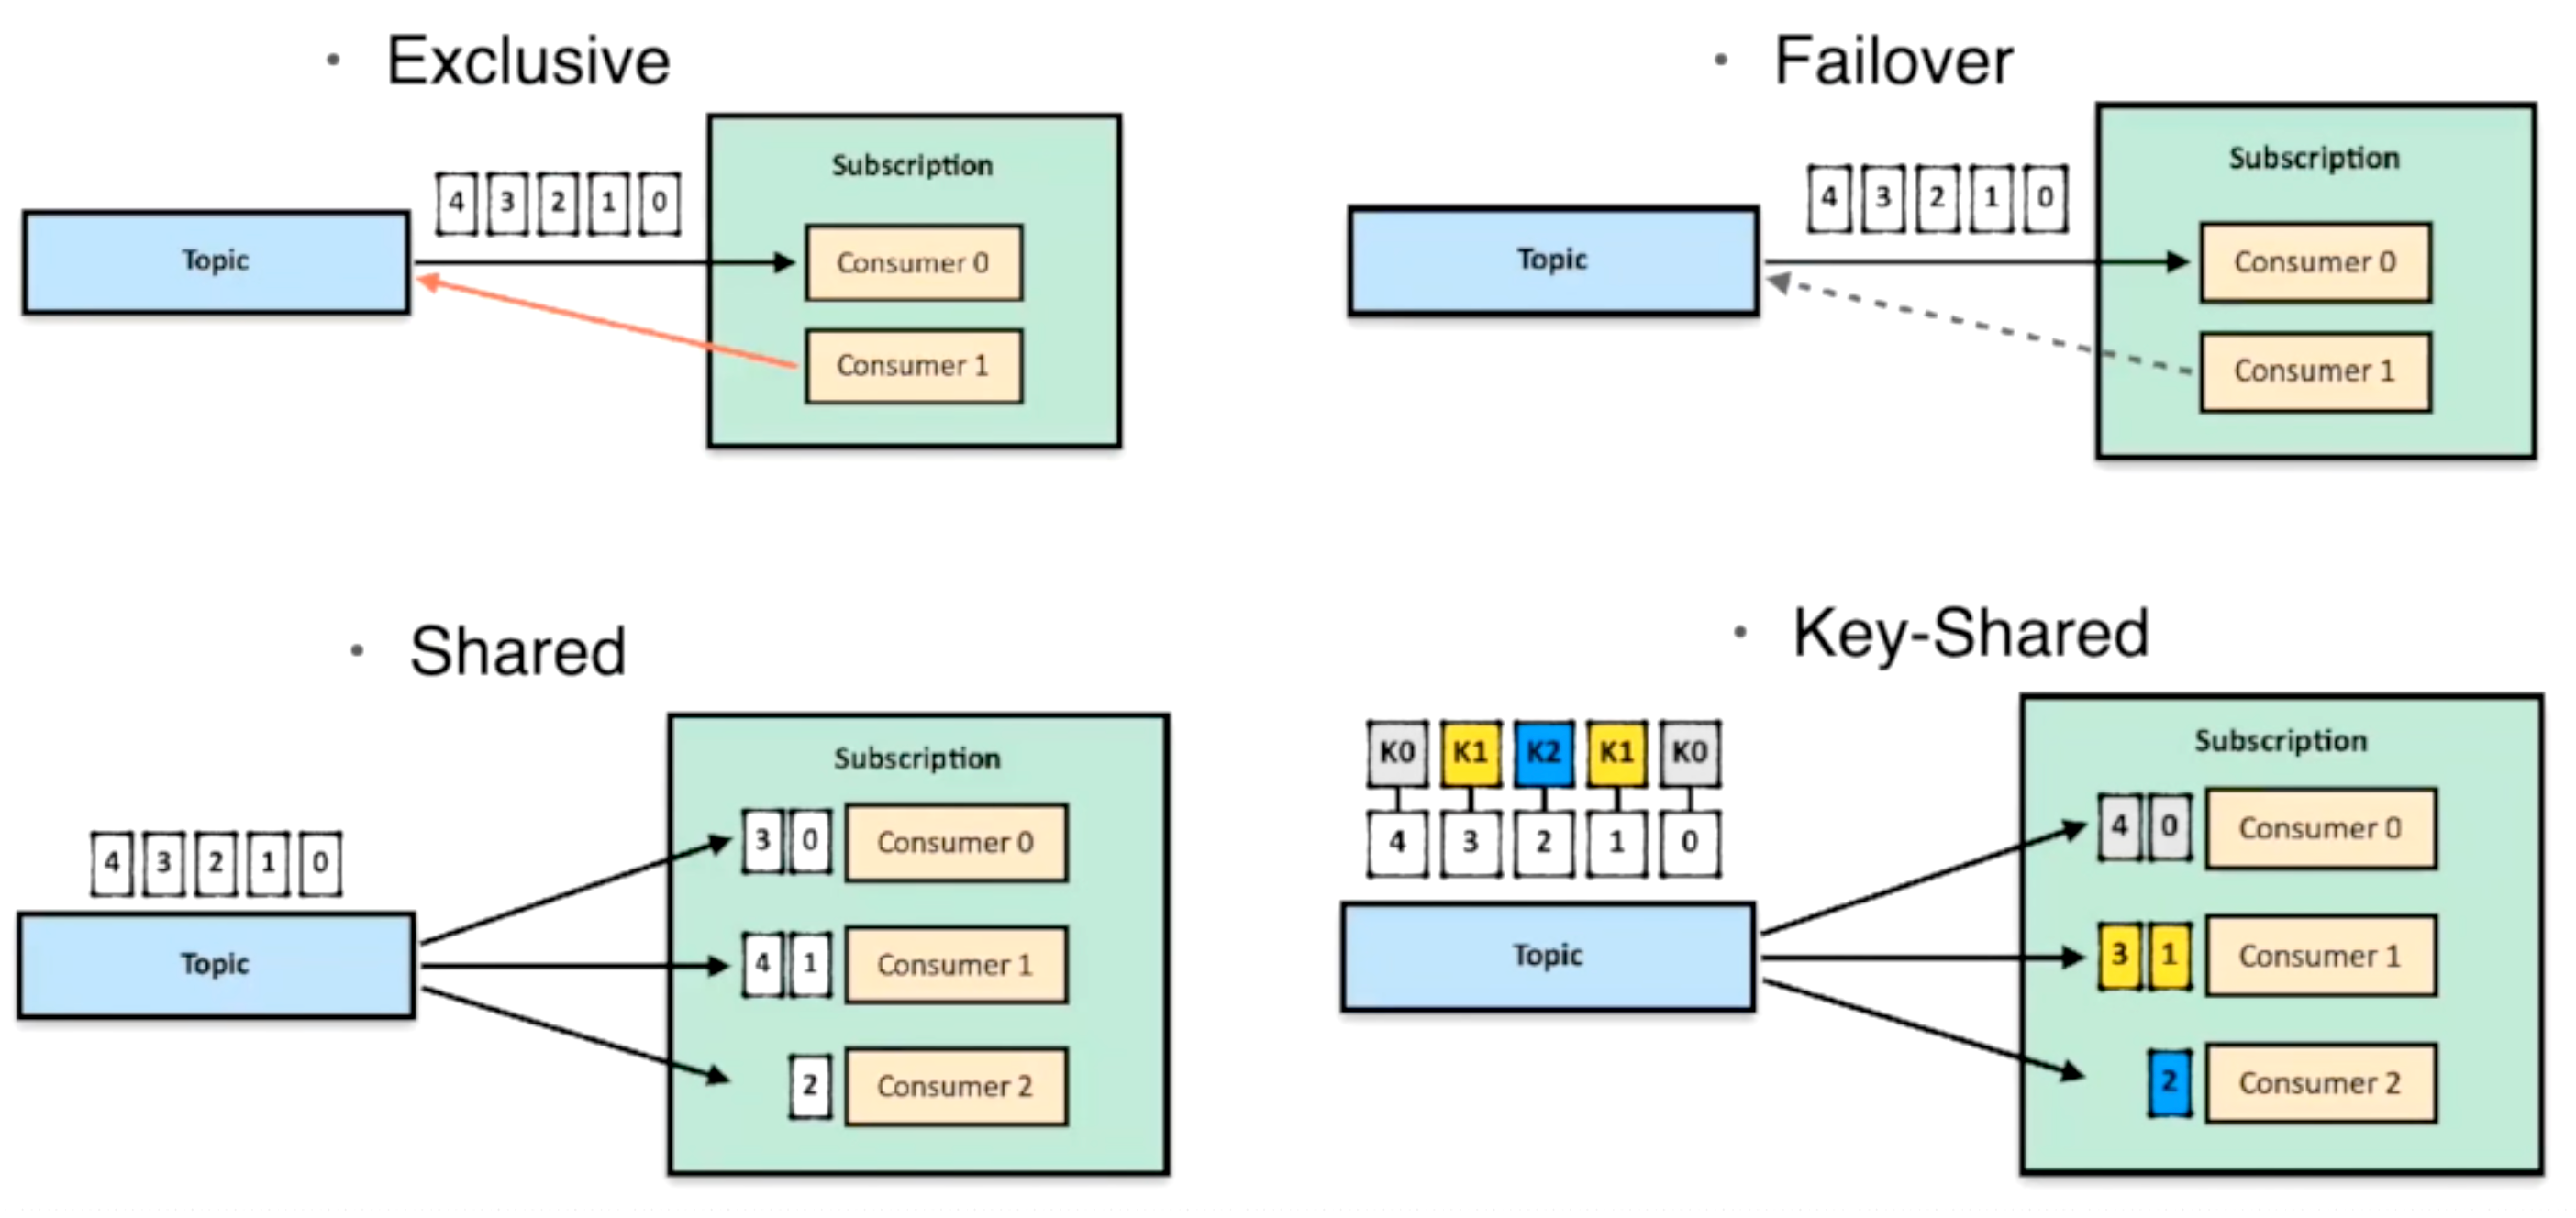 • Exclusive
Subscription
4 3 2 1 0
Topic
Consumer 0
Consumer 1
• Failover
Subscription
4 3 2 1 0
Topic
Consumer 0
Consumer 1
• Shared
Subscription
4 3 2 1 0
Topic
3 0 Consumer 0
4 1 Consumer 1
2 Consumer 2
• Key-Shared
K0 K1 K2 K1 K0
4 3 2 1 0
Topic
Subscription
4 0 Consumer 0
3 1 Consumer 1
2 Consumer 2